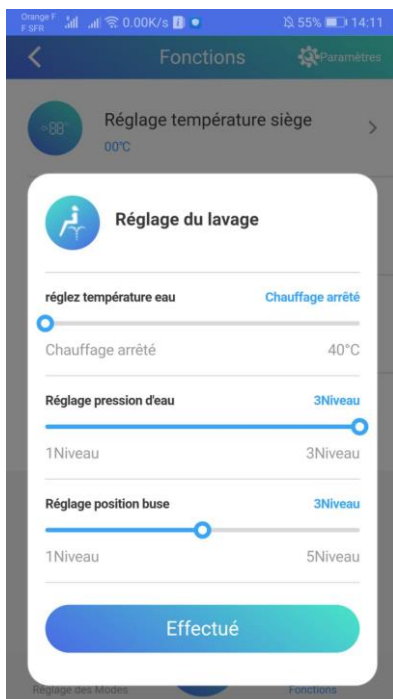 Orange F
F SFR
0.00K/s
55%
14:11
Fonctions
Paramètres
88
Réglage température siège
00°C
Réglage du lavage
réglez température eau Chauffage arrêté
Chauffage arrêté 40°C
Réglage pression d'eau 3Niveau
1Niveau 3Niveau
Réglage position buse 3Niveau
1Niveau 5Niveau
Effectué
Réglage des Modes Fonctions